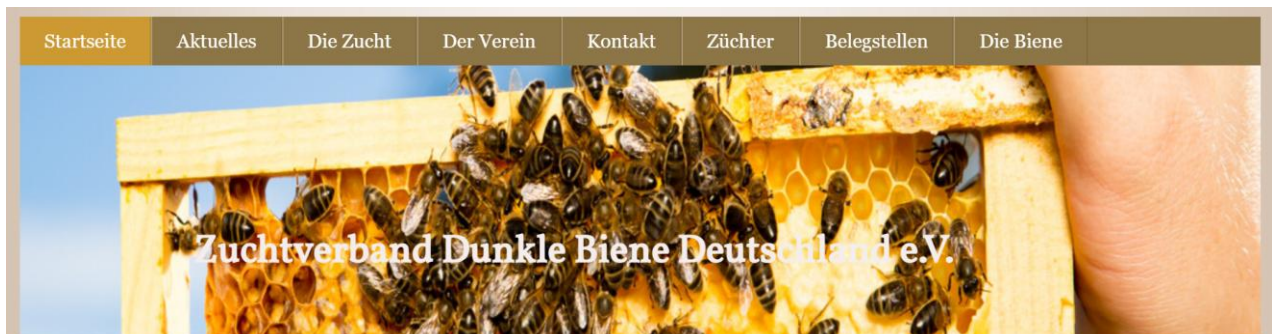 Startseite Aktuelles Die Zucht Der Verein Kontakt Züchter Belegstellen Die Biene
Zuchtverband Dunkle Biene Deutschland e.V.